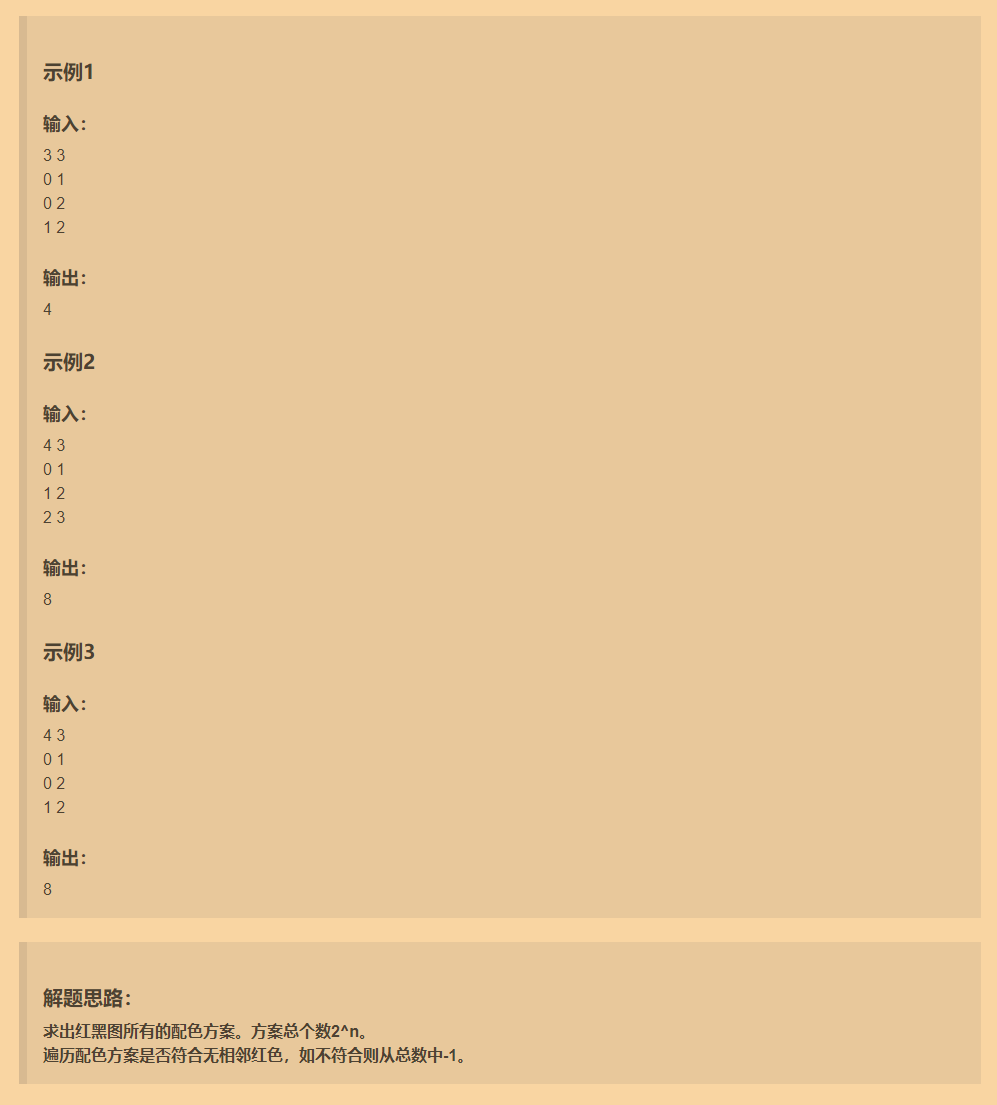 示例1
输入：
3 3
0 1
0 2
1 2
输出：
4
示例2
输入：
4 3
0 1
1 2
2 3
输出：
8
示例3
输入：
4 3
0 1
0 2
1 2
输出：
8
解题思路：
求出红黑图所有的配色方案。方案总个数2^n。
遍历配色方案是否符合无相邻红色，如不符合则从总数中-1。